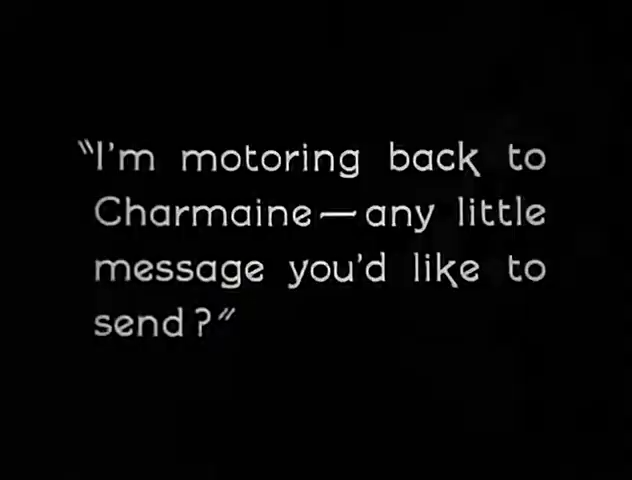 "I'm motoring back to
Charmaine—any little
message you'd like to
send?"